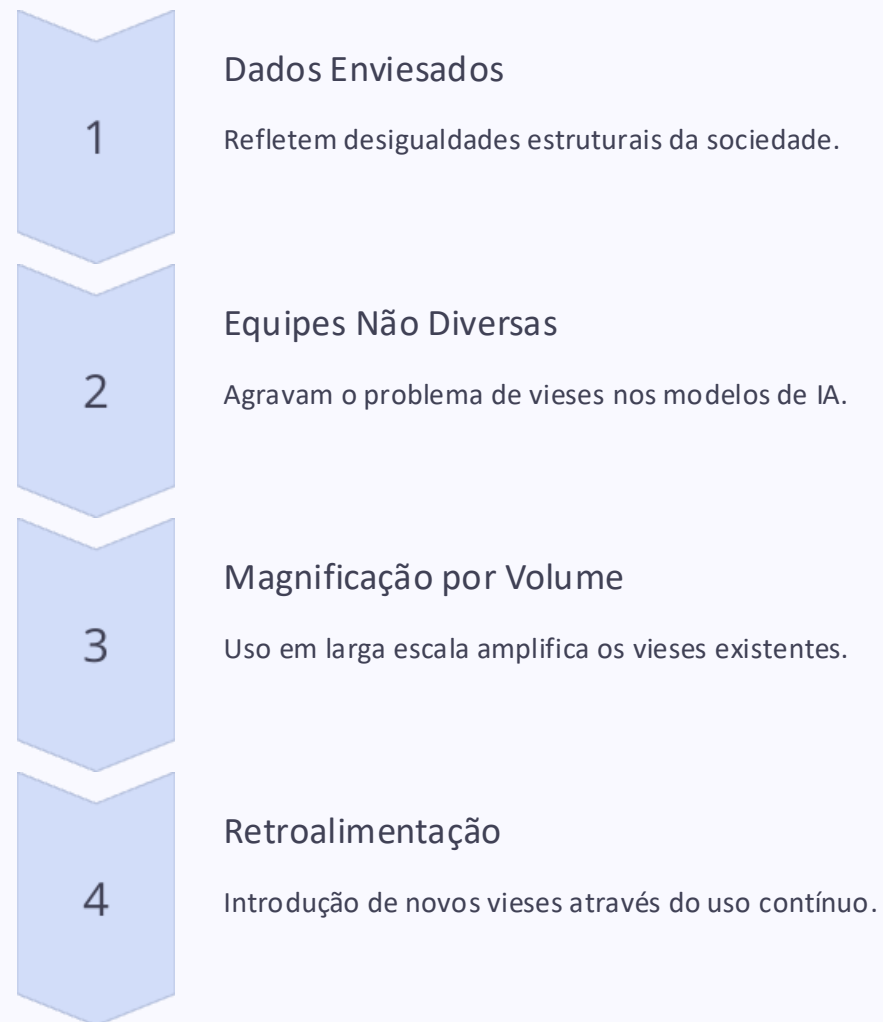 1
Dados Enviesados
Refletem desigualdades estruturais da sociedade.
2
Equipes Não Diversas
Agravam o problema de vieses nos modelos de IA.
3
Magnificação por Volume
Uso em larga escala amplifica os vieses existentes.
4
Retroalimentação
Introdução de novos vieses através do uso contínuo.